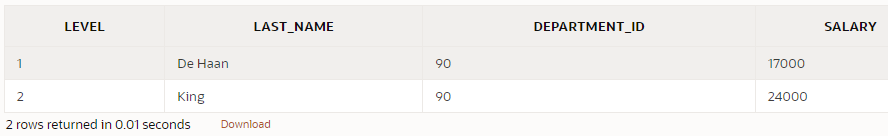 LEVEL LAST_NAME DEPARTMENT_ID SALARY
1 De Haan 90 17000
2 King 90 24000
2 rows returned in 0.01 seconds Download